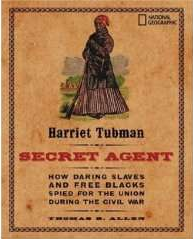 NATIONAL
GEOGRAPHIC
Harriet Tubman
SECRET AGENT
HOW DARING SLAVES
AND FREE BLACKS
SPIED FOR THE UNION
DURING THE CIVIL WAR
THOMAS B. ALLEN